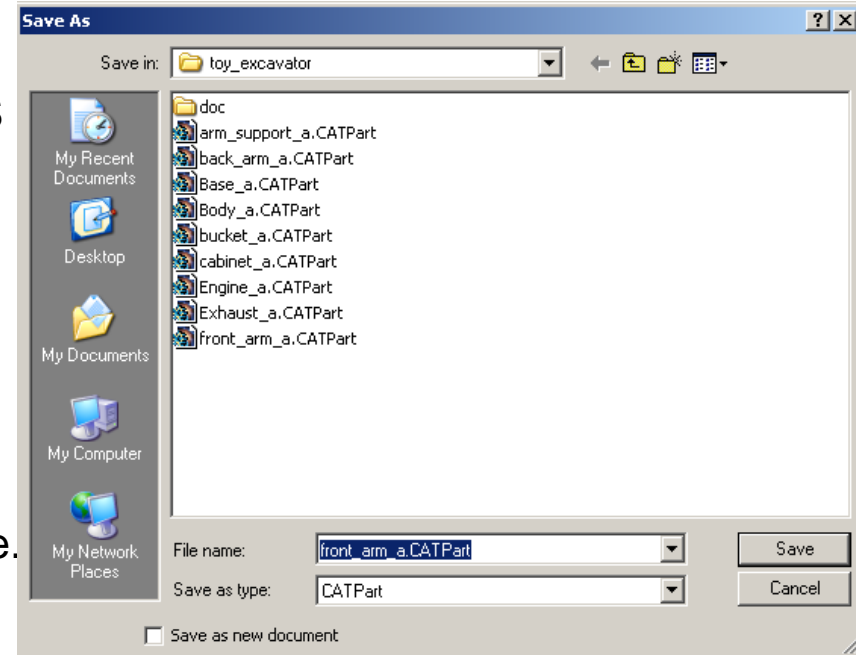 Save As
Save in: toy_excavator
s
doc
arm_support_a.CATPart
back_arm_a.CATPart
Base_a.CATPart
Body_a.CATPart
bucket_a.CATPart
cabinet_a.CATPart
Engine_a.CATPart
Exhaust_a.CATPart
front_arm_a.CATPart
My Recent
Documents
Desktop
My Documents
My Computer
My Network
Places
e.
File name: front_arm_a.CATPart Save
Save as type: CATPart Cancel
Save as new document